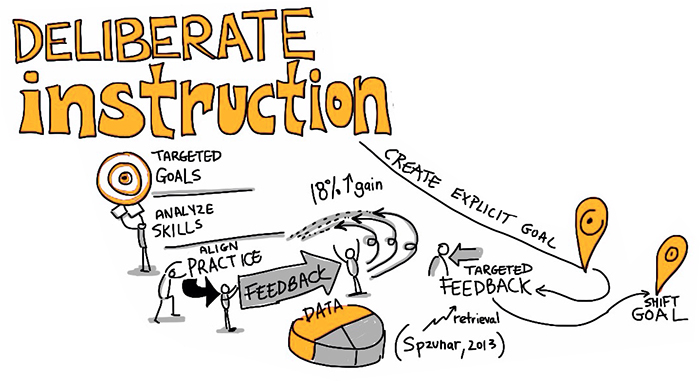 DELIBERATE
instruction
TARGETED
GOALS
ANALYZE
SKILLS
ALIGN
PRACTICE
FEEDBACK
18% ↑ gain
DATA
CREATE EXPLICIT GOAL
TARGETED
FEEDBACK
retrieval
(Spzunar, 2013)
SHIFT
GOAL